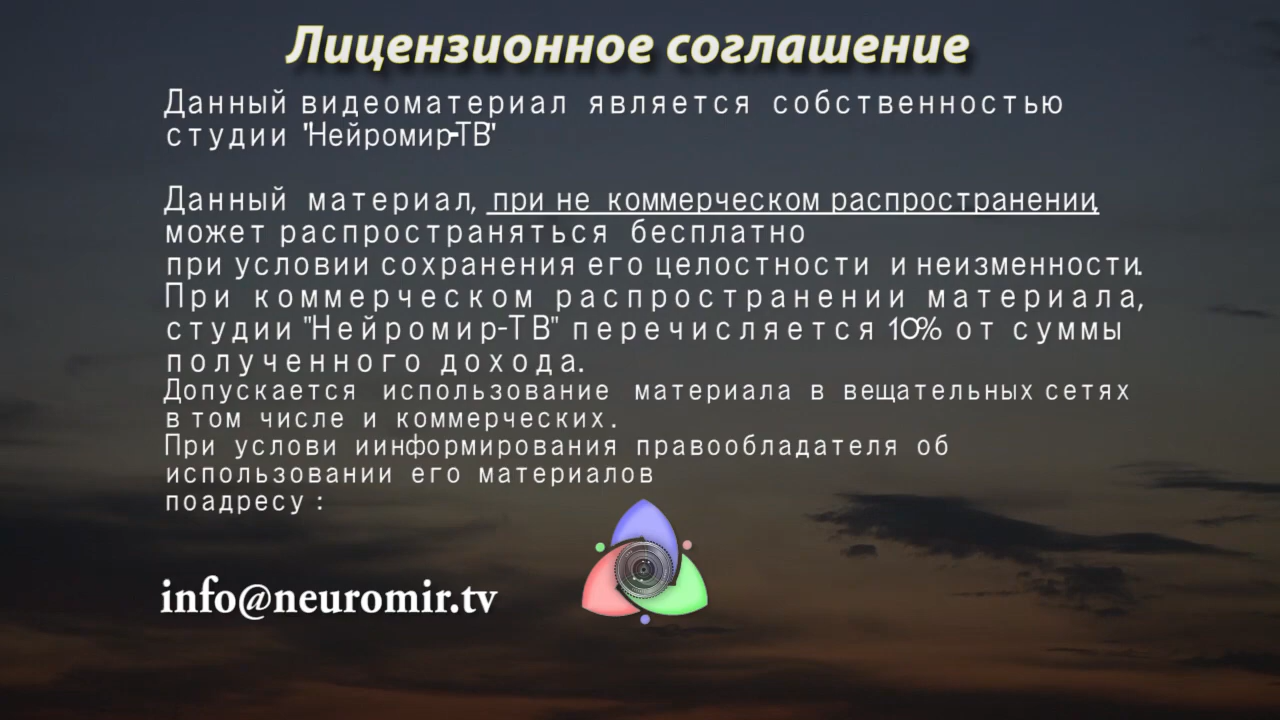 Лицензионное соглашение
Данный видеоматериал является собственностью
студии "Нейромир-ТВ"
Данный материал, при не коммерческом распространении,
может распространяться бесплатно
при условии сохранения его целостности и неизменности.
При коммерческом распространении материала,
студии "Нейромир-ТВ" перечисляется 10% от суммы
полученного дохода.
Допускается использование материала в вещательных сетях
в том числе и коммерческих.
При услови иинформирования правообладателя об
использовании его материалов
поадресу :
info@neuromir.tv